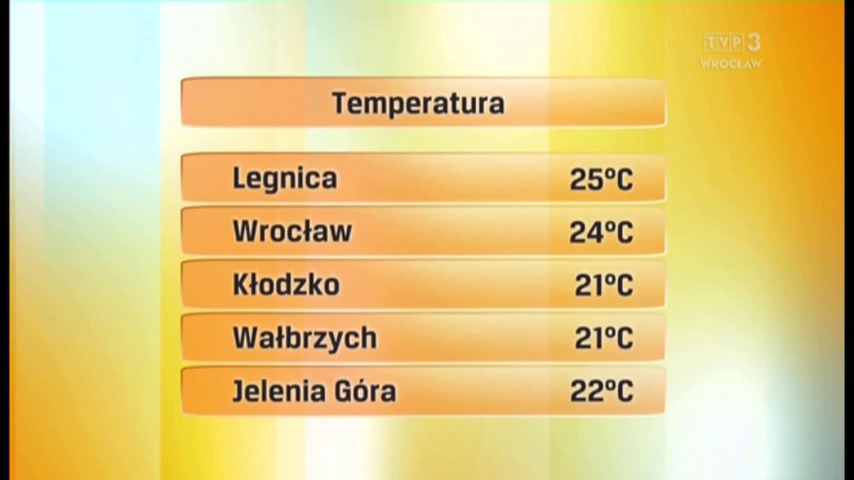 TVP3
WROCŁAW
Temperatura
Legnica 25°C
Wrocław 24°C
Kłodzko 21°C
Wałbrzych 21°C
Jelenia Góra 22°C